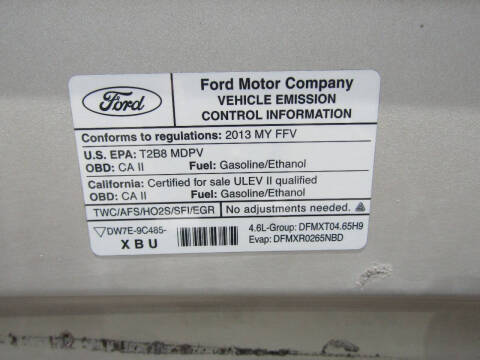 Ford
Ford Motor Company
VEHICLE EMISSION
CONTROL INFORMATION
Conforms to regulations: 2013 MY FFV
U.S. EPA: T2B8 MDPV
OBD: CA II Fuel: Gasoline/Ethanol
California: Certified for sale ULEV II qualified
OBD: CA II Fuel: Gasoline/Ethanol
TWC/AFS/HO2S/SFI/EGR No adjustments needed.
DW7E-9C485- 4.6L-Group: DFMXT04.65H9
XBU Evap: DFMXR0265NBD